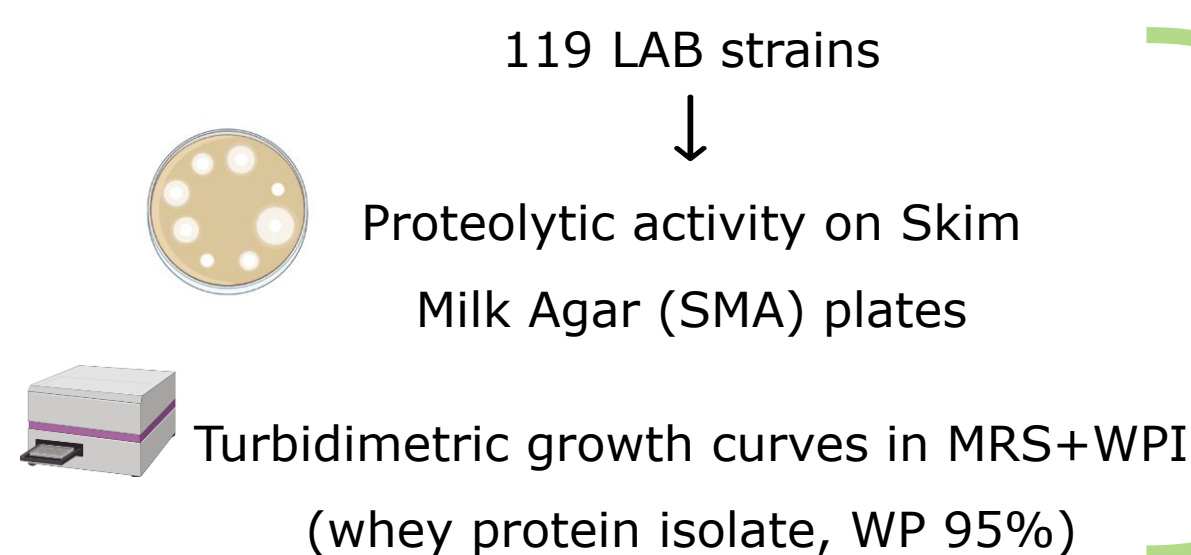 119 LAB strains
↓
Proteolytic activity on Skim
Milk Agar (SMA) plates
Turbidimetric growth curves in MRS+WPI
(whey protein isolate, WP 95%)